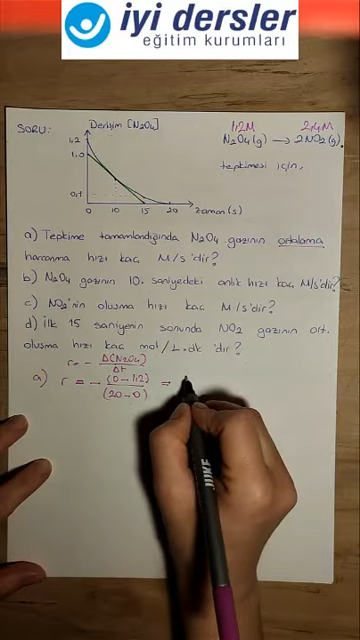 iyi dersler
eğitim kurumları
SORU:
Derişim [N₂O₄]
1,2
1,0
0,1
0 10 15 20 zaman(s)
1,2M 2,4M
N₂O₄(g) → 2NO₂(g).
tepkimesi için,
a) Tepkime tamamlandığında N₂O₄ gazının ortalama
harcanma hızı kaç M/s'dir?
b) N₂O₄ gazının 10. saniyedeki anlık hızı kaç M/s'dir?
c) NO₂'nin oluşma hızı kaç M/s'dir?
d) ilk 15 saniyenin sonunda NO₂ gazının ort.
oluşma hızı kaç mol/L.dk 'dır?
r = - Δ[N₂O₄] / Δt
a) r = - (0-1,2) / (20-0) ⇒